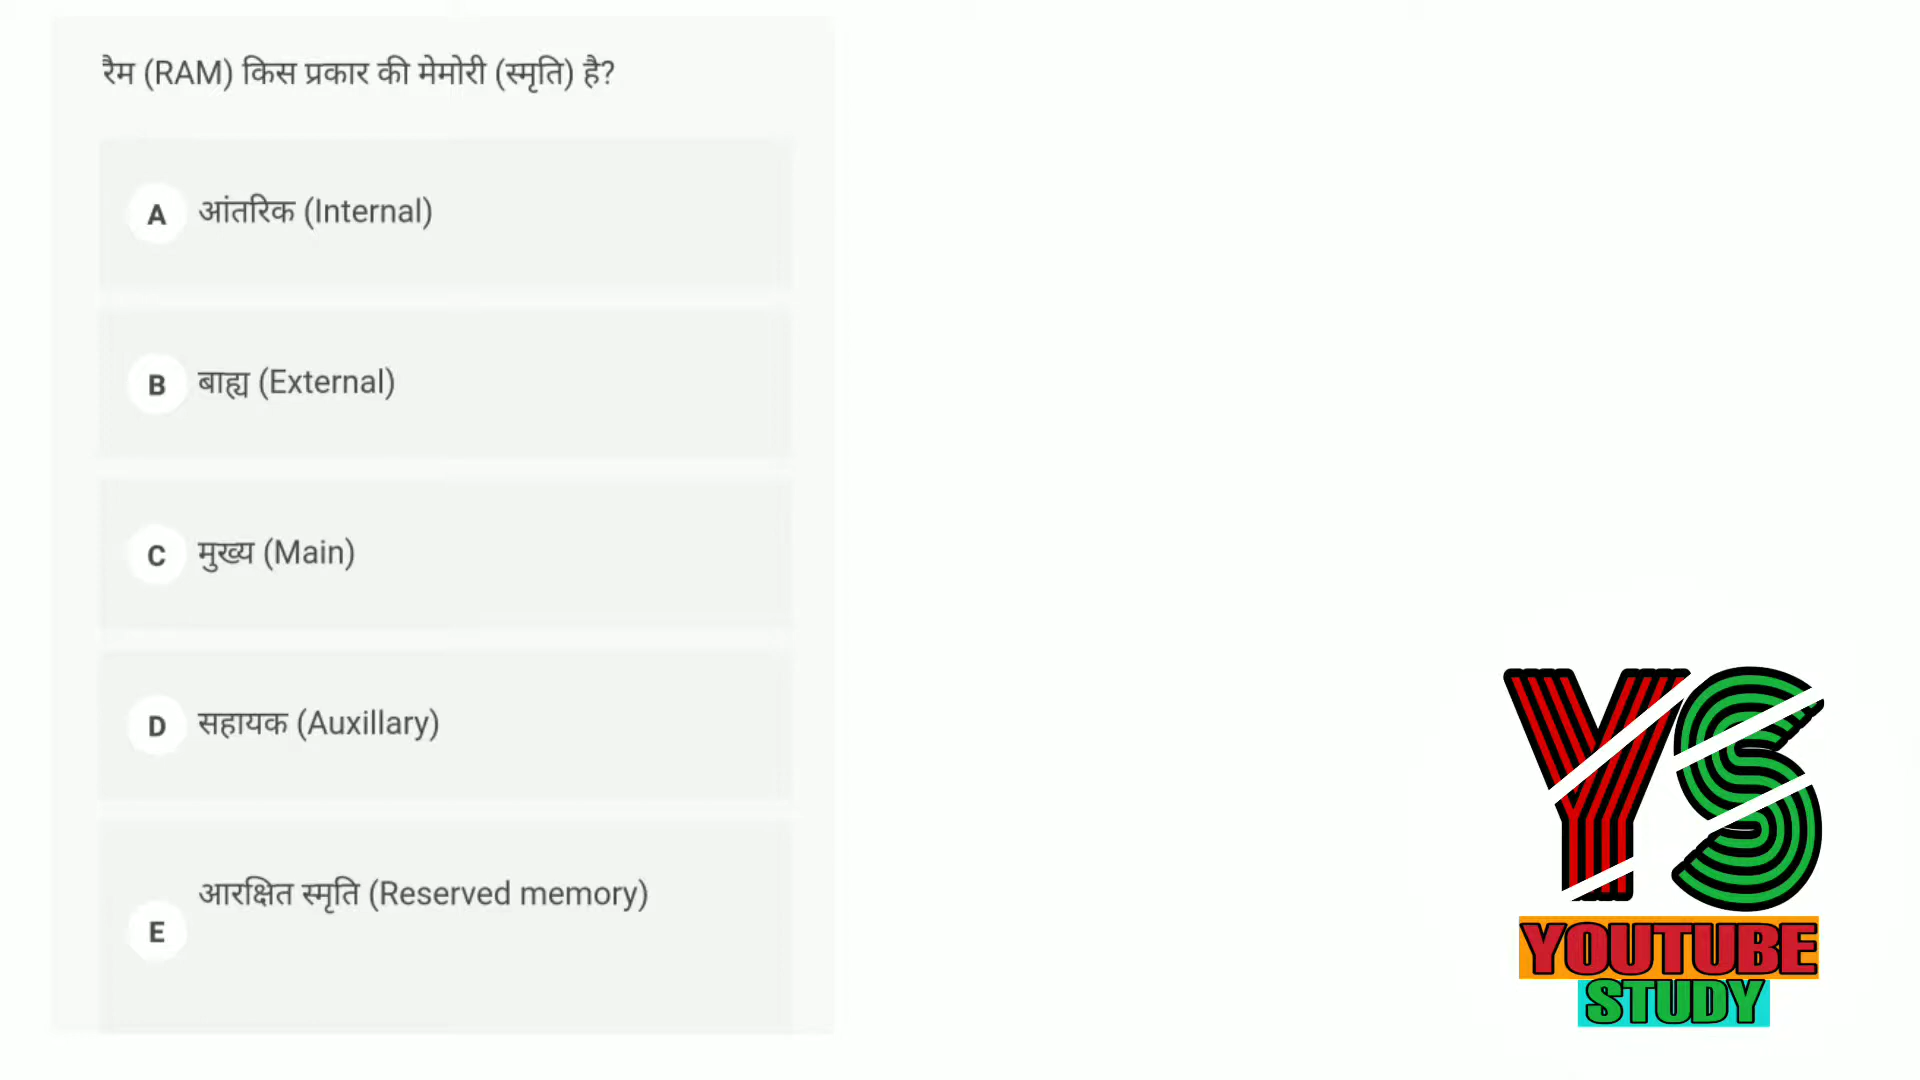 रैम (RAM) किस प्रकार की मेमोरी (स्मृति) है?
A आंतरिक (Internal)
B बाह्य (External)
C मुख्य (Main)
D सहायक (Auxillary)
E आरक्षित स्मृति (Reserved memory)
YS
YOUTUBE
STUDY